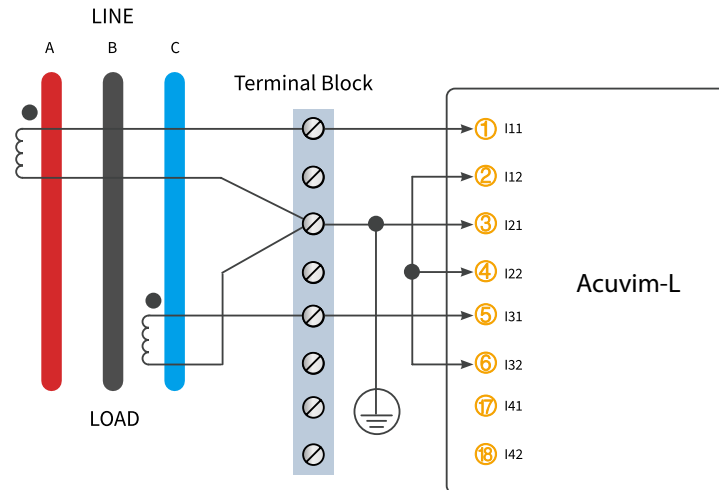 LINE
A B C
Terminal Block
① I11
② I12
③ I21
④ I22
Acuvim-L
⑤ I31
⑥ I32
⑰ I41
LOAD
⑱ I42